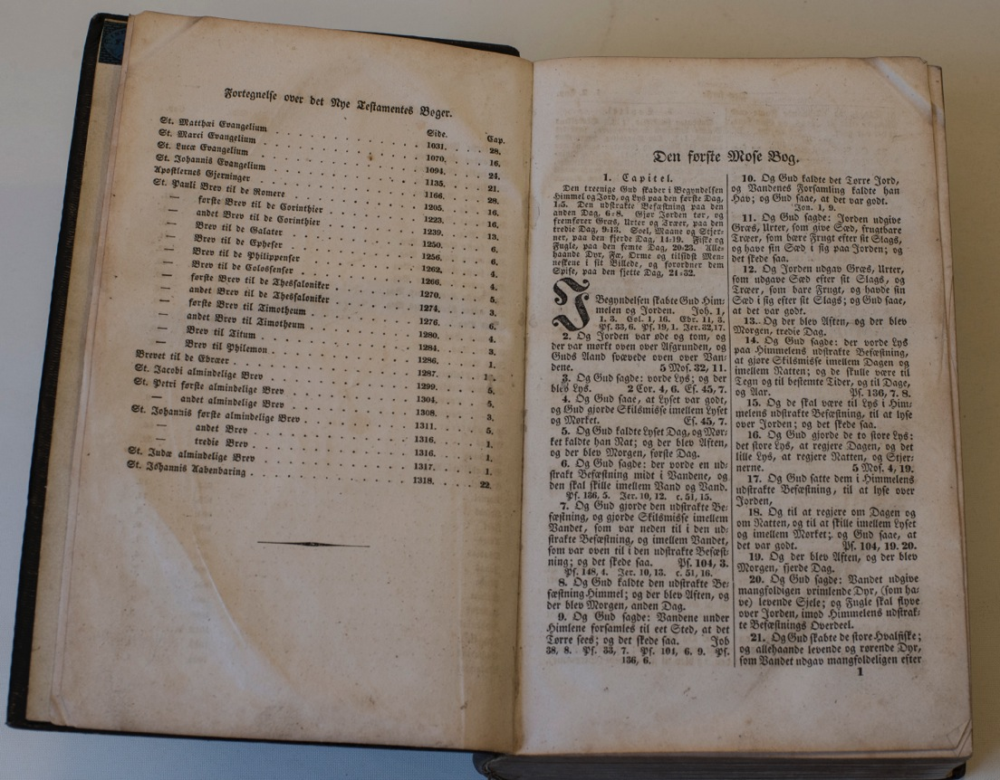 Fortegnelse over det Nye Testamentes Bøger.
Side. Cap.
St. Matthæi Evangelium . . . 1031. . . . 28.
St. Marci Evangelium . . . 1070. . . . 16.
St. Lucæ Evangelium . . . 1094. . . . 24.
St. Johannis Evangelium . . . 1135. . . . 21.
Apostlernes Gjerninger . . . 1166. . . . 28.
St. Pauli Brev til de Romere . . . 1205. . . . 16.
— første Brev til de Corinthier . . . 1223. . . . 16.
— andet Brev til de Corinthier . . . 1239. . . . 13.
— Brev til de Galater . . . 1250. . . . 6.
— Brev til de Epheser . . . 1256. . . . 6.
— Brev til de Philippenser . . . 1262. . . . 4.
— Brev til de Colossenser . . . 1266. . . . 4.
— første Brev til de Thessaloniker . . . 1270. . . . 5.
— andet Brev til de Thessaloniker . . . 1274. . . . 3.
— første Brev til Timotheum . . . 1276. . . . 6.
— andet Brev til Timotheum . . . 1280. . . . 4.
— Brev til Titum . . . 1284. . . . 3.
— Brev til Philemon . . . 1286. . . . 1.
Brevet til de Ebræer . . . 1287. . . .
St. Jacobi almindelige Brev . . . 1299. . . . 5.
St. Petri første almindelige Brev . . . 1304. . . . 5.
— andet almindelige Brev . . . 1308. . . . 3.
St. Johannis første almindelige Brev . . . 1311. . . . 5.
— andet Brev . . . 1316. . . . 1.
— tredie Brev . . . 1316. . . . 1.
St. Judæ almindelige Brev . . . 1317. . . . 1.
St. Johannis Aabenbaring . . . 1318. . . . 22.
Den første Mose Bog.
1. Capitel.
Den treenige Gud skaber i Begyndelsen
Himmel og Jord, og Lys paa den første Dag,
1:5. Den udstrakte Befæstning paa den
anden Dag, 6:8. Gjør Jorden tør, og
fremfører Græs, Urter og Træer, paa den
tredie Dag, 9:13. Soel, Maane og Stjer-
ner, paa den fjerde Dag, 14:19. Fiske og
Fugle, paa den femte Dag, 20:23. Alle-
haande Dyr, Fæ, Orme og tilsidst Men-
neskene i sit Billede, og forordner dem
Spise, paa den sjette Dag, 24:32.
I Begyndelsen skabte Gud Him-
melen og Jorden. Joh. 1,
1. 3. Col. 1, 16. Ebr. 11, 3.
Ps. 33, 6. Ps. 19, 1. Jer. 32, 17.
2. Og Jorden var øde og tom, og
der var mørkt oven over Afgrunden, og
Guds Aand svævede oven over Van-
dene. 5 Mos. 32, 11.
3. Og Gud sagde: vorde Lys; og der
blev Lys. 2 Cor. 4, 6. Es. 45, 7.
4. Og Gud saae, at Lyset var godt,
og Gud gjorde Skilsmisse imellem Lyset
og Mørket. Es. 45, 7.
5. Og Gud kaldte Lyset Dag, og Mør-
ket kaldte han Nat; og der blev Aften,
og der blev Morgen, første Dag.
6. Og Gud sagde: der vorde en ud-
strakt Befæstning midt i Vandene, og
den skal skille imellem Vand og Vand.
Ps. 136, 5. Jer. 10, 12. c. 51, 15.
7. Og Gud gjorde den udstrakte Be-
fæstning, og gjorde Skilsmisse imellem
Vandet, som var neden til i den ud-
strakte Befæstning, og imellem Vandet,
som var oven til i den udstrakte Befæst-
ning; og det skede saa. Ps. 104, 3.
Ps. 148, 4. Jer. 10, 13. c. 51, 16.
8. Og Gud kaldte den udstrakte Be-
fæstning Himmel; og der blev Aften, og
der blev Morgen, anden Dag.
9. Og Gud sagde: Vandene under
Himlene forsamles til eet Sted, at det
Tørre sees; og det skede saa. Job
38, 8. Ps. 33, 7. Ps. 104, 6. 9. Ps.
136, 6.
10. Og Gud kaldte det Tørre Jord,
og Vandenes Forsamling kaldte han
Hav; og Gud saae, at det var godt.
Jon. 1, 9.
11. Og Gud sagde: Jorden udgive
Græs, Urter, som give Sæd, frugtbare
Træer, som bære Frugt efter sit Slags,
og have sin Sæd i sig paa Jorden; og
det skede saa.
12. Og Jorden udgav Græs, Urter,
som udgave Sæd efter sit Slags, og
Træer, som bare Frugt, og havde sin
Sæd i sig efter sit Slags; og Gud saae,
at det var godt.
13. Og der blev Aften, og der blev
Morgen, tredie Dag.
14. Og Gud sagde: der vorde Lys
paa Himmelens udstrakte Befæstning,
at gjøre Skilsmisse imellem Dagen og
imellem Natten; og de skulle være til
Tegn og til bestemte Tider, og til Dage,
og Aar. Ps. 136, 7. 8.
15. Og de skal være til Lys i Him-
melens udstrakte Befæstning, til at lyse
over Jorden; og det skede saa.
16. Og Gud gjorde de to store Lys:
det store Lys, at regjere Dagen, og det
lille Lys, at regjere Natten, og Stjer-
nerne. 5 Mos. 4, 19.
17. Og Gud satte dem i Himmelens
udstrakte Befæstning, til at lyse over
Jorden,
18. Og til at regjere om Dagen og
om Natten, og til at skille imellem Lyset
og imellem Mørket; og Gud saae, at
det var godt. Ps. 104, 19. 20.
19. Og der blev Aften, og der blev
Morgen, fjerde Dag.
20. Og Gud sagde: Vandet udgive
mangfoldigen vrimlende Dyr, (som ha-
ve) levende Sjele; og Fugle skal flyve
over Jorden, imod Himmelens udstrak-
te Befæstnings Overdeel.
21. Og Gud skabte de store Hvalfiske;
og allehaande levende og rørende Dyr,
som Vandet udgav mangfoldeligen efter
1